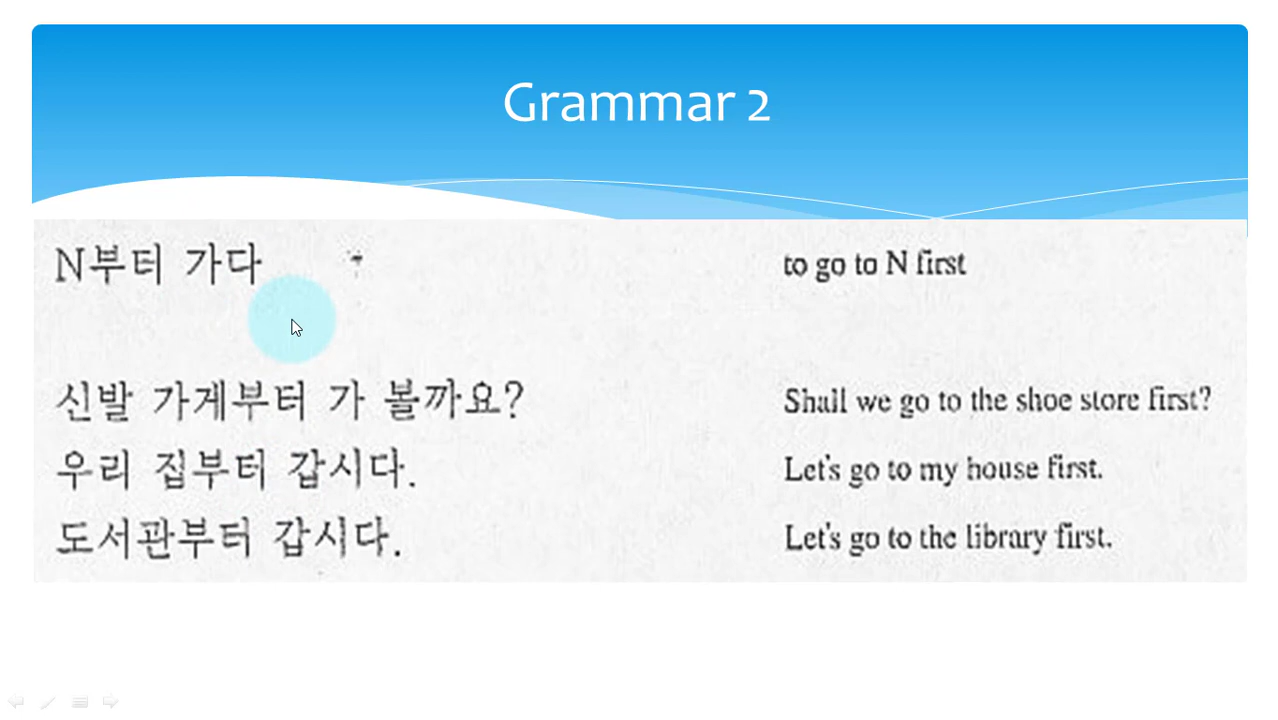 Grammar 2
N부터 가다 to go to N first
신발 가게부터 가 볼까요? Shall we go to the shoe store first?
우리 집부터 갑시다. Let's go to my house first.
도서관부터 갑시다. Let's go to the library first.